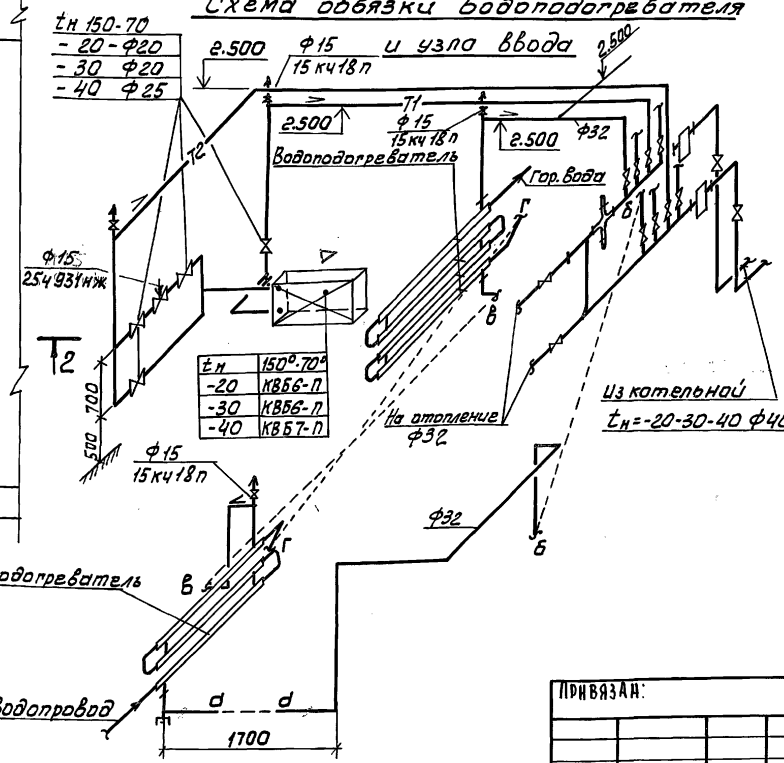 Схема обвязки водоподогревателя
и узла ввода
tн 150-70
- 20 - ф20
- 30 ф20
- 40 ф25
2.500
ф15
15кч18п
2.500
2.500
Т1
ф15
15кч18п
2.500
ф32
Т2
Водоподогреватель
Гор. вода
Г
б
в
ф15
25ч931нж
2
700
500
tн 150°-70°
-20 КВБ6-П
-30 КВБ6-П
-40 КВБ7-П
На отопление
ф32
Из котельной
tн=-20-30-40 ф40
ф15
15кч18п
ф32
Б
Г
в
одогреватель
водопровод
d d
1700
ПРИВЯЗАН: